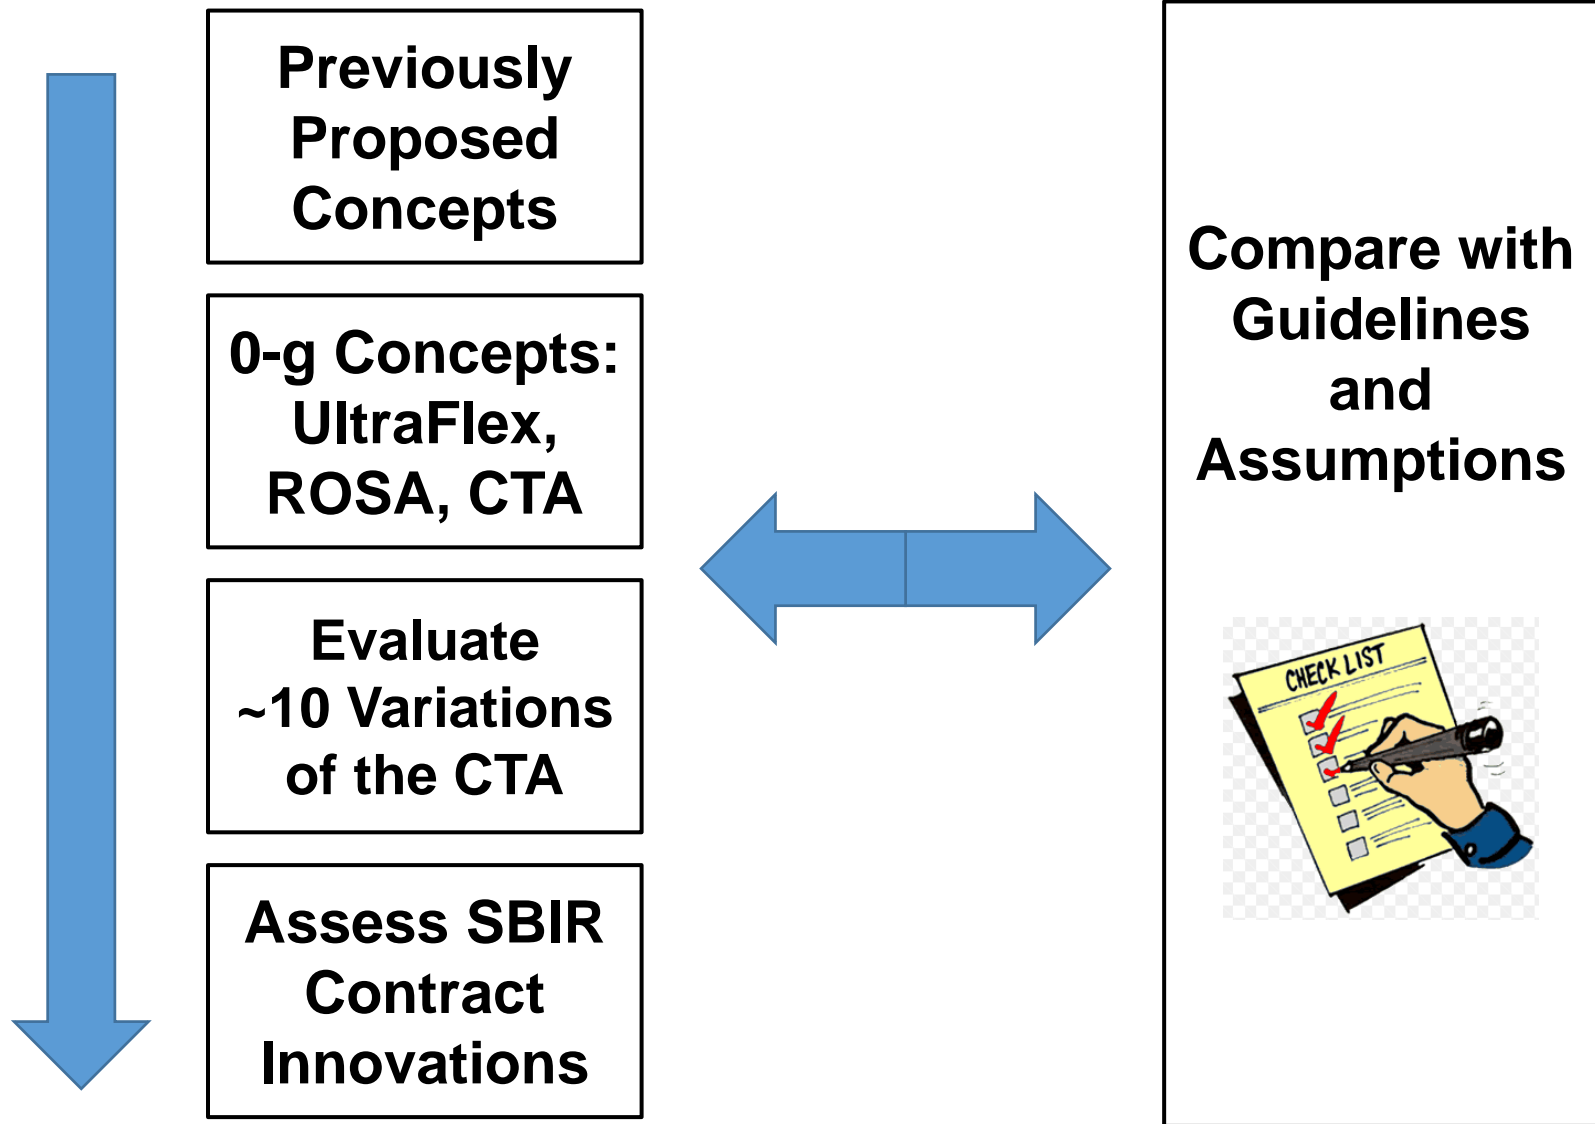 Previously
Proposed
Concepts
0-g Concepts:
UltraFlex,
ROSA, CTA
Evaluate
~10 Variations
of the CTA
Assess SBIR
Contract
Innovations
Compare with
Guidelines
and
Assumptions
CHECK LIST